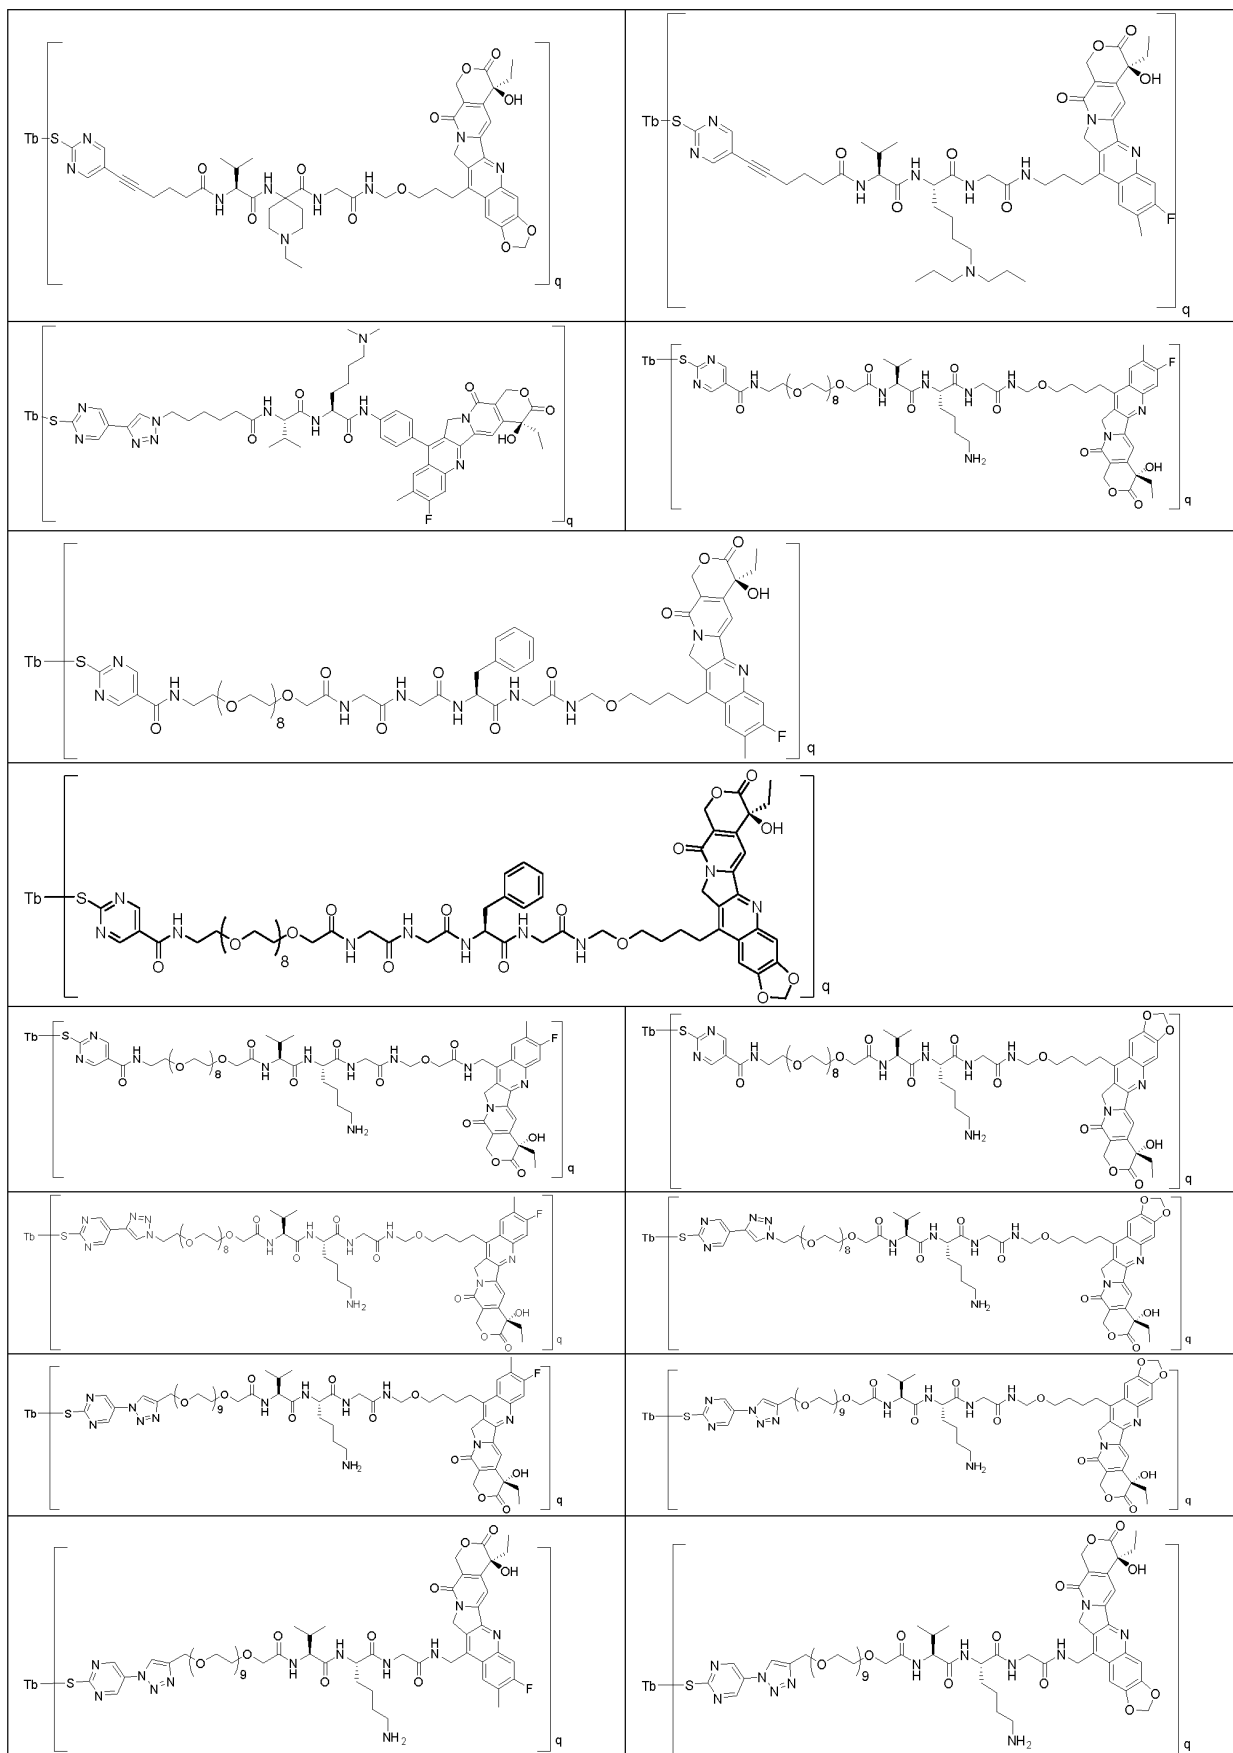 O O
O OH
N
Tb S N O H O H O N N
N N N N O
H O H O O
N O
q
O O
O OH
N
Tb S N O H O H N
N N N N N
H O H O F
N
q
N O O
O
Tb S N O H O H N HO
N N N N N N O N
N H O
F
q
Tb S N O H O H F
N H N O O O N N N N O N
O 8 H O H O N
NH2 O OH
O O
q
O O
O OH
N
Tb S N O H O H O N
N H N O O N N N N N O
O 8 H O H O H F
q
O O
O OH
N
Tb S N O H O H O N
N H N O O N N N N N O
O 8 H O H O H O O
q
Tb S N O H O H O F
N H N O O N N N N O N N
O 8 H O H O H N
NH2 O OH
O O
q
Tb S N O H O H O O
N H N O O N N N N O N
O 8 H O H O N
NH2 O OH
O O
q
Tb S N N N N O H O H F
N O O N N N N O N
8 H O H O N
NH2 O OH
O O
q
Tb S N N N N O H O H O O
N O O N N N N O N
8 H O H O N
NH2 O OH
O O
q
Tb S N N O H O H F
N N N O O N N N N O N
9 H O H O N
NH2 O OH
O O
q
Tb S N N O H O H O O
N N N O O N N N N O N
9 H O H O N
NH2 O OH
O O
q
O O
O OH
N
Tb S N N O H O H N
N N N O O N N N N
9 H O H O F
NH2
q
O O
O OH
N
Tb S N N O H O H N
N N N O O N N N N
9 H O H O O O
NH2
q